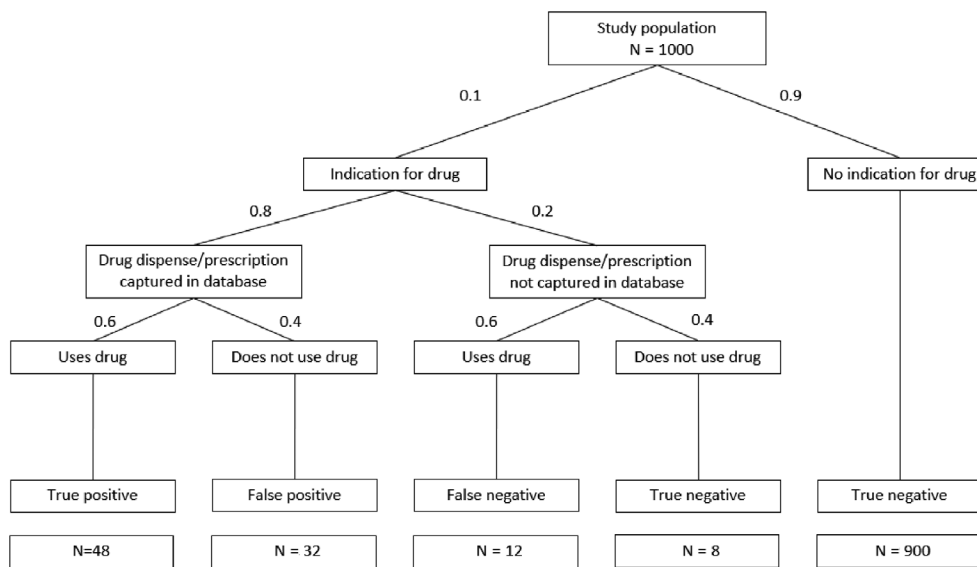 Study population
N = 1000
0.1
0.9
Indication for drug
No indication for drug
0.8
0.2
Drug dispense/prescription
captured in database
Drug dispense/prescription
not captured in database
0.6
0.4
0.6
0.4
Uses drug
Does not use drug
Uses drug
Does not use drug
True positive
False positive
False negative
True negative
True negative
N=48
N = 32
N = 12
N = 8
N = 900